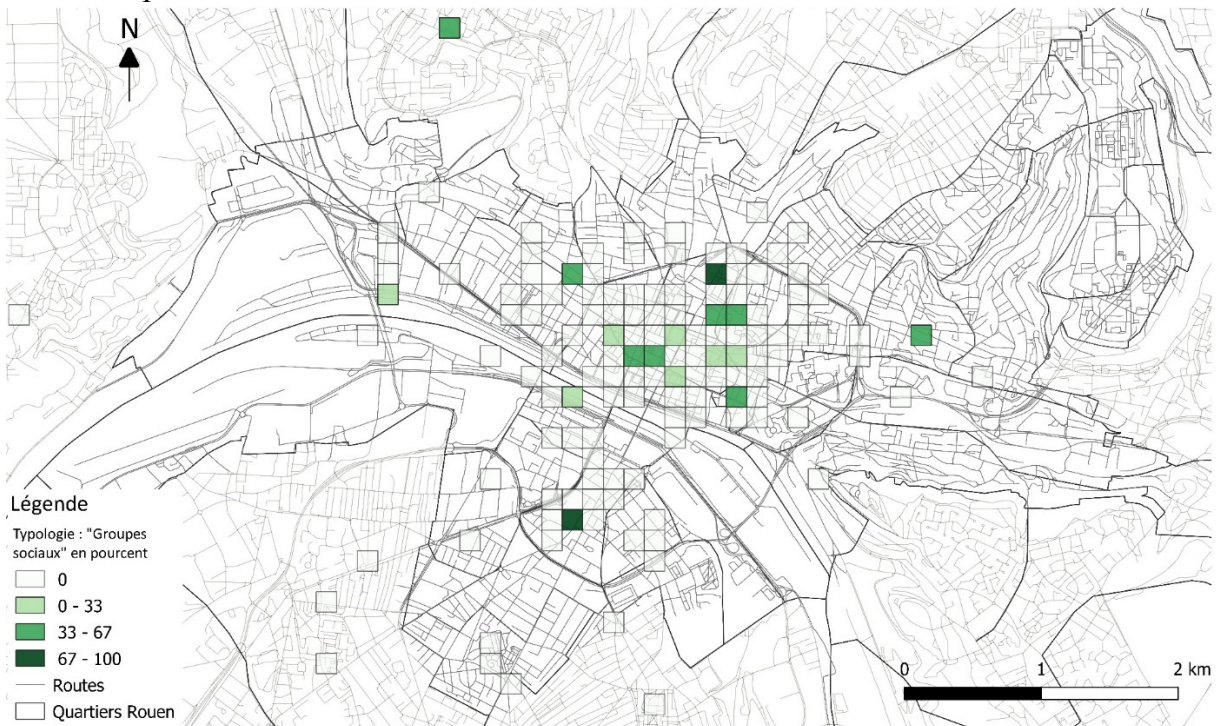 N
Légende
Typologie : "Groupes
sociaux" en pourcent
0
0 - 33
33 - 67
67 - 100
Routes
Quartiers Rouen
0 1 2 km